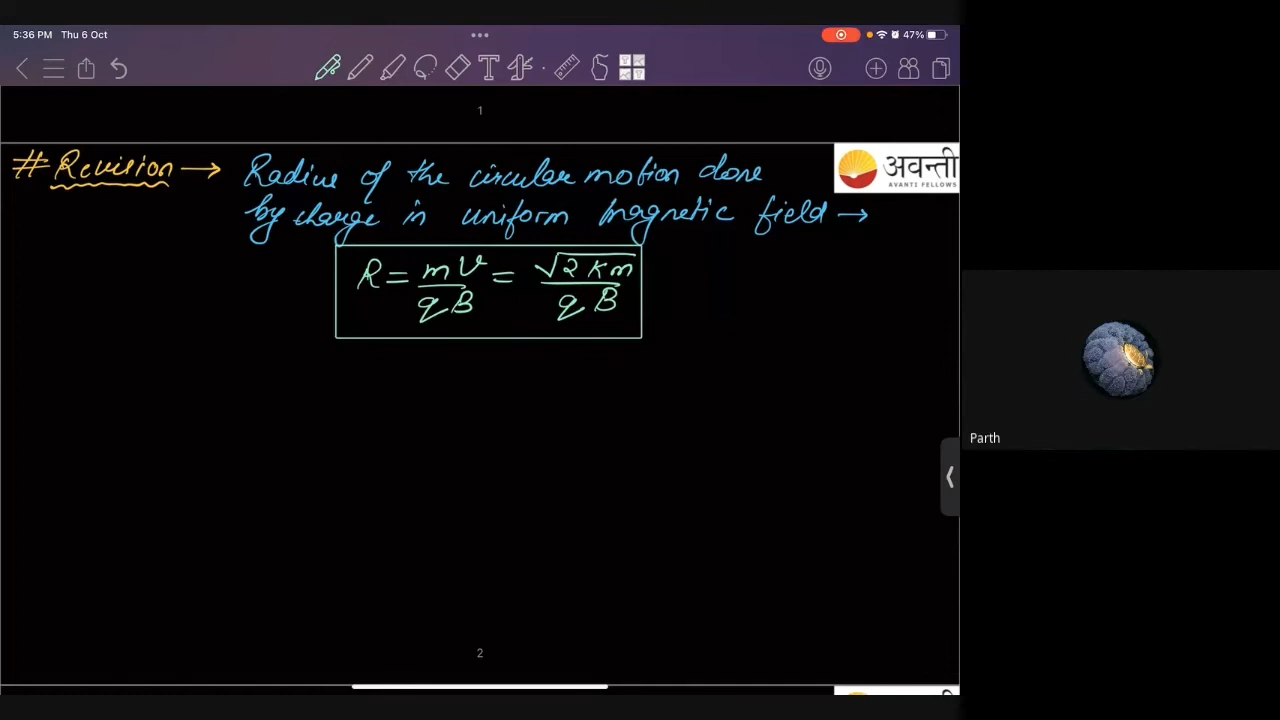 5:36 PM Thu 6 Oct
47%
1
# Revision → Radius of the circular motion done
by charge in uniform magnetic field →
अवन्ती
AVANTI FELLOWS
R = mV/qB = √2km/qB
Parth
2